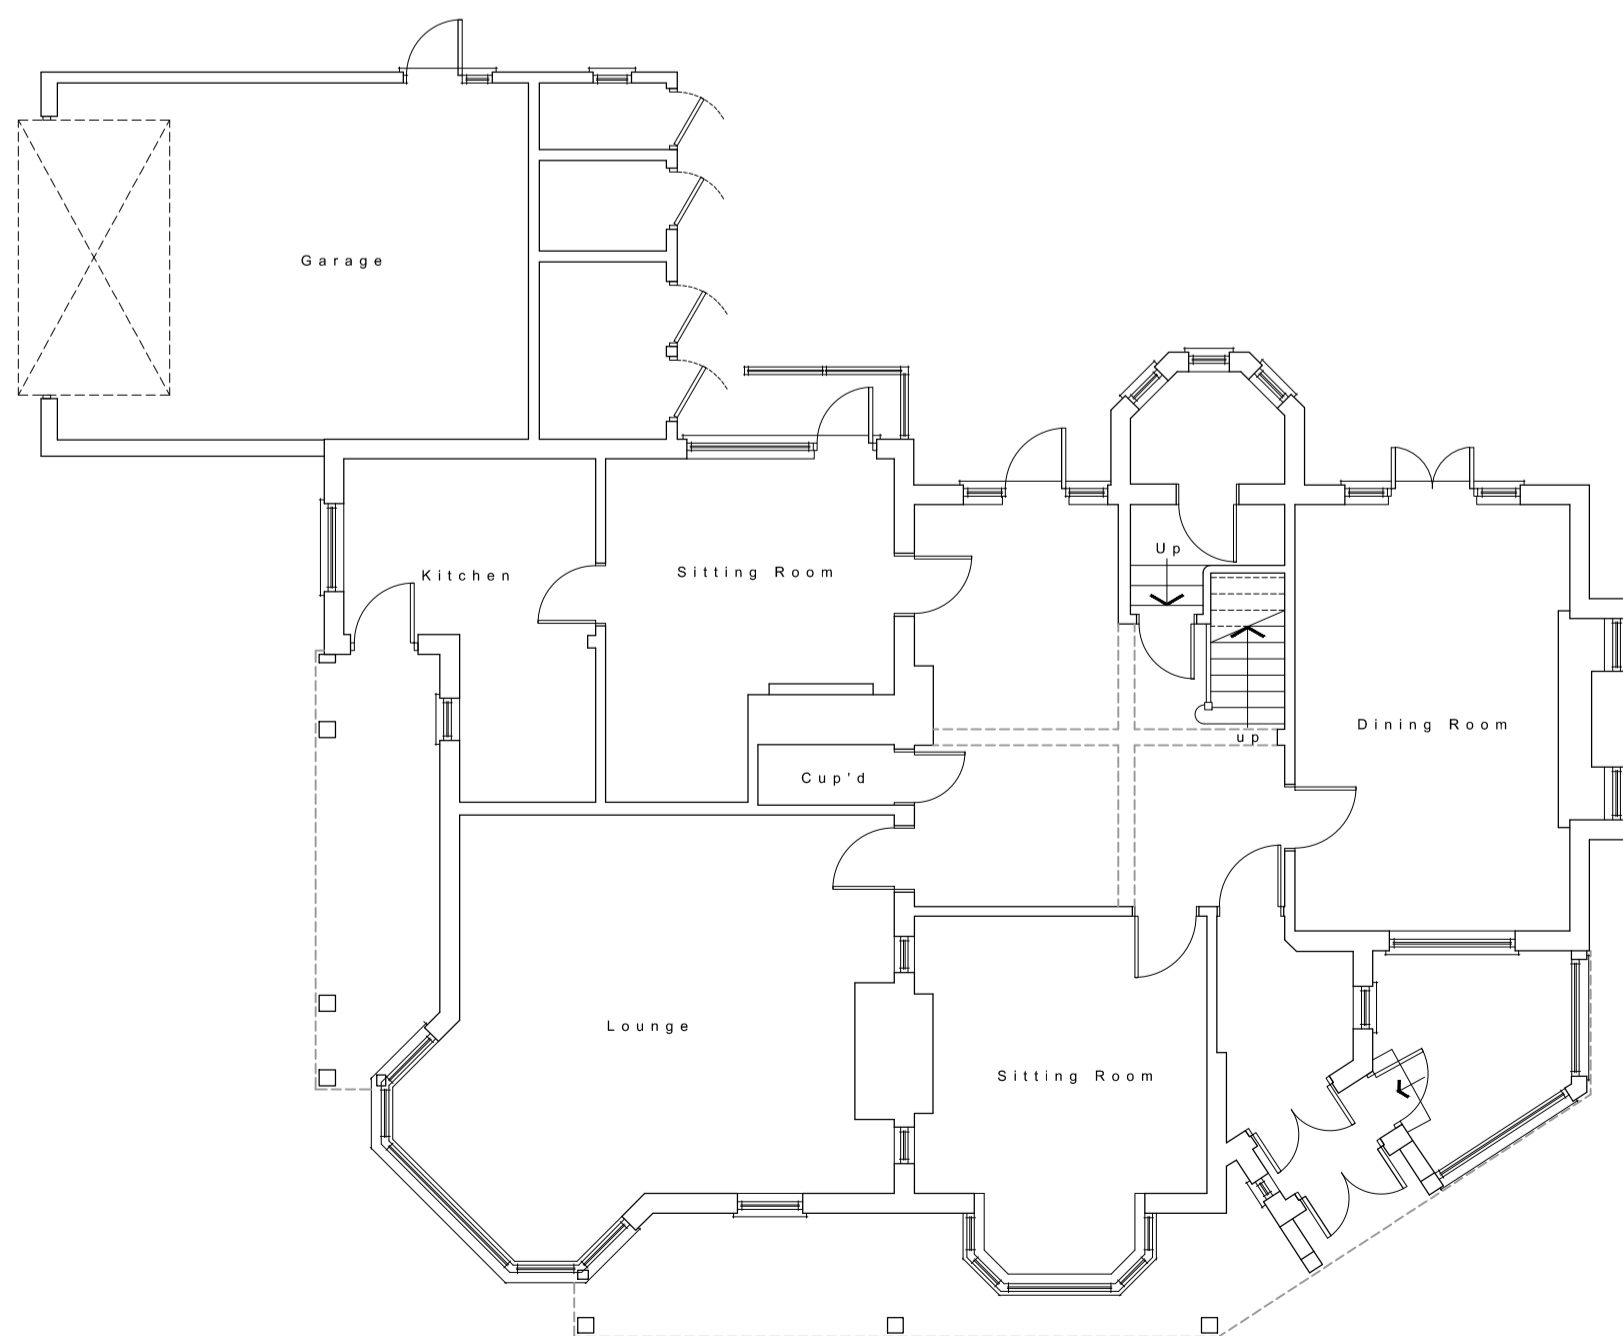 Garage
Up
Kitchen
Sitting Room
Dining Room
up
Cup'd
Lounge
Sitting Room